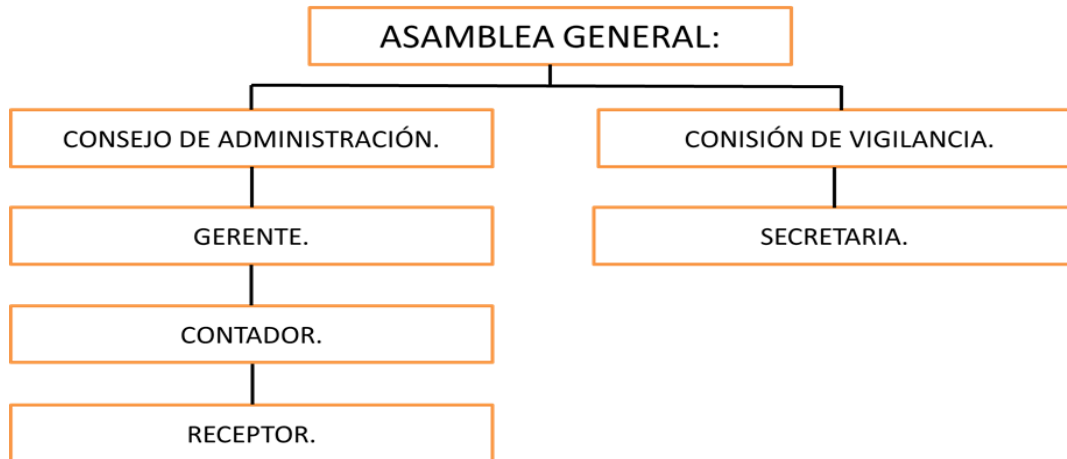 ASAMBLEA GENERAL:
CONSEJO DE ADMINISTRACIÓN.
CONISIÓN DE VIGILANCIA.
GERENTE.
SECRETARIA.
CONTADOR.
RECEPTOR.